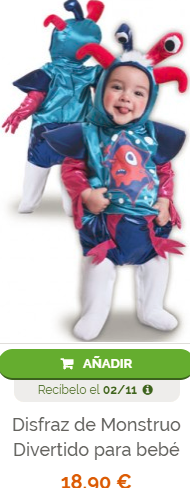 AÑADIR
Recíbelo el 02/11
Disfraz de Monstruo
Divertido para bebé
18,90 €